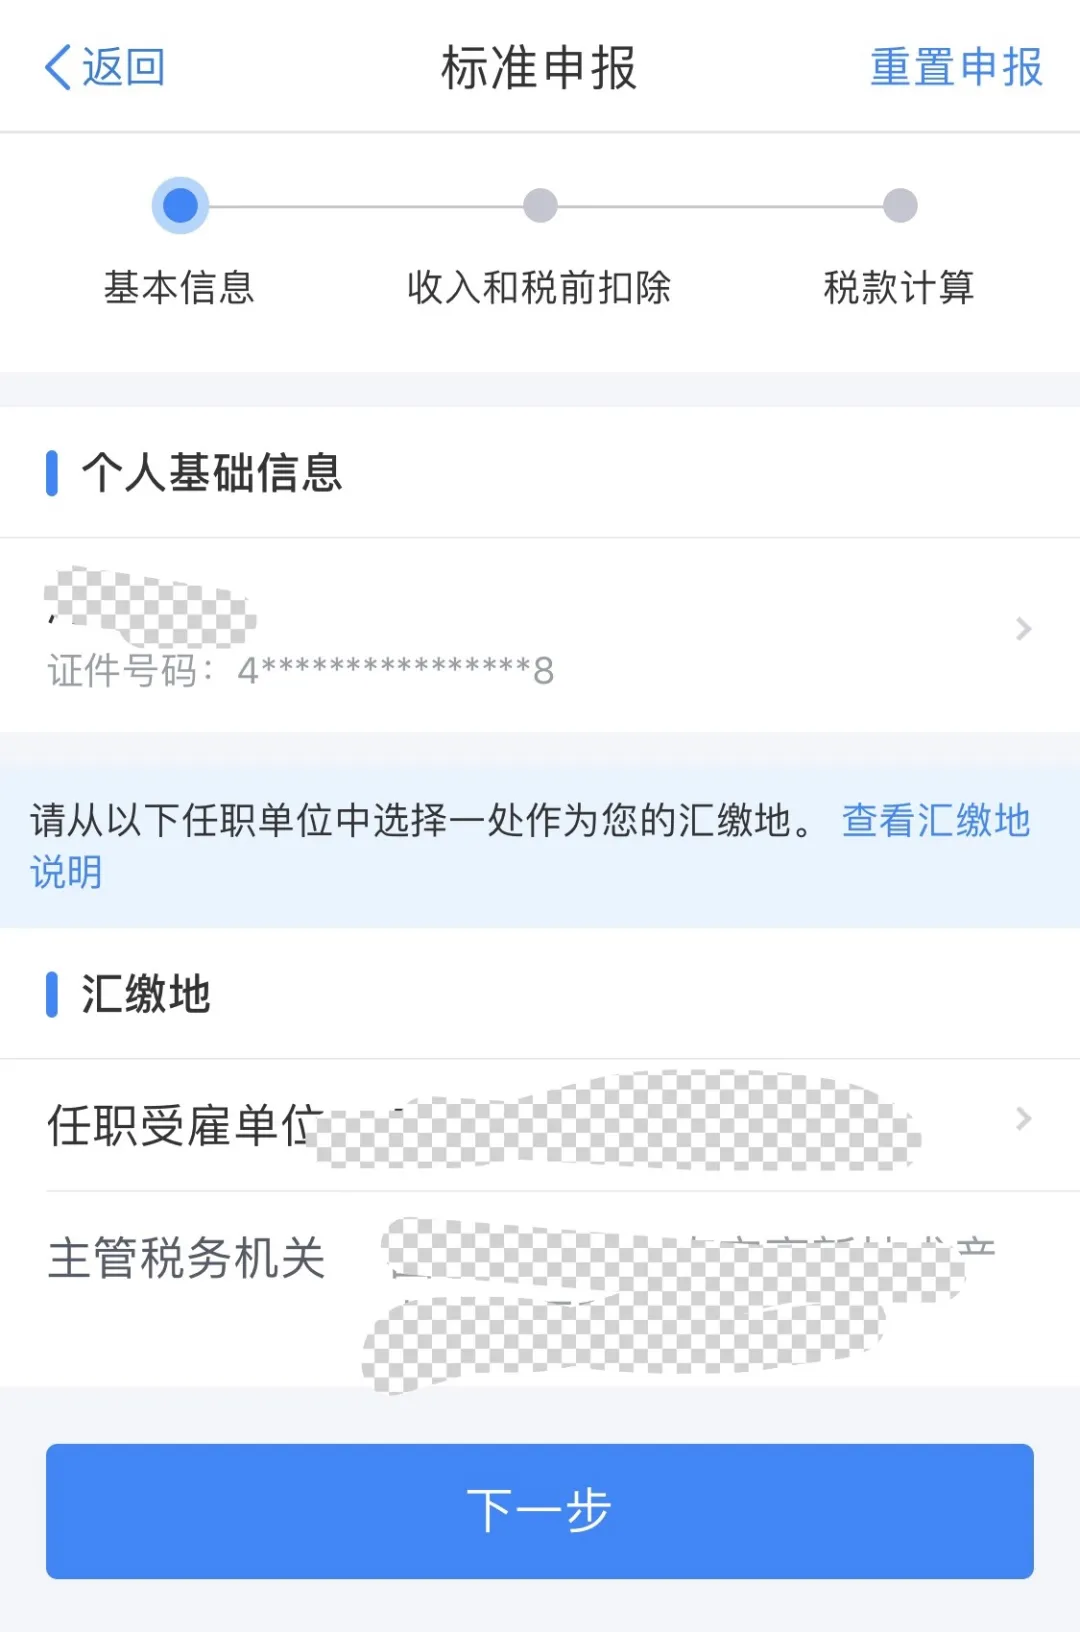 返回 标准申报 重置申报
基本信息 收入和税前扣除 税款计算
个人基础信息
证件号码：4****************8
请从以下任职单位中选择一处作为您的汇缴地。 查看汇缴地
说明
汇缴地
任职受雇单位
主管税务机关
下一步